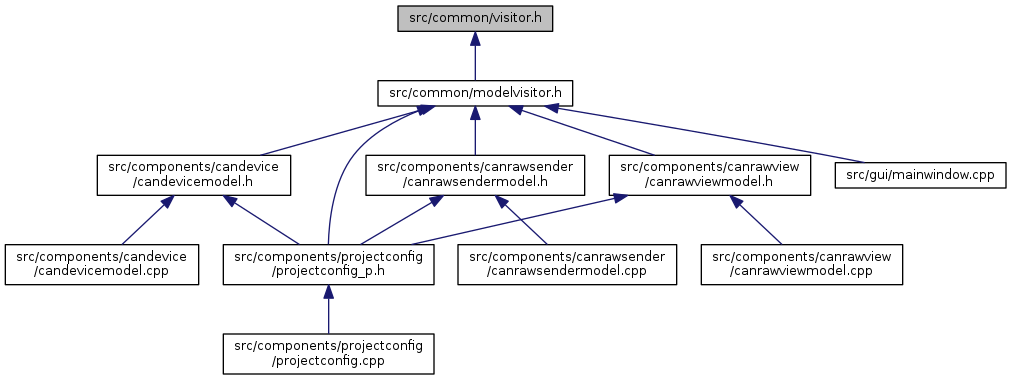 src/common/visitor.h
src/common/modelvisitor.h
src/components/candevice
/candevicemodel.h
src/components/canrawsender
/canrawsendermodel.h
src/components/canrawview
/canrawviewmodel.h
src/gui/mainwindow.cpp
src/components/candevice
/candevicemodel.cpp
src/components/projectconfig
/projectconfig_p.h
src/components/canrawsender
/canrawsendermodel.cpp
src/components/canrawview
/canrawviewmodel.cpp
src/components/projectconfig
/projectconfig.cpp